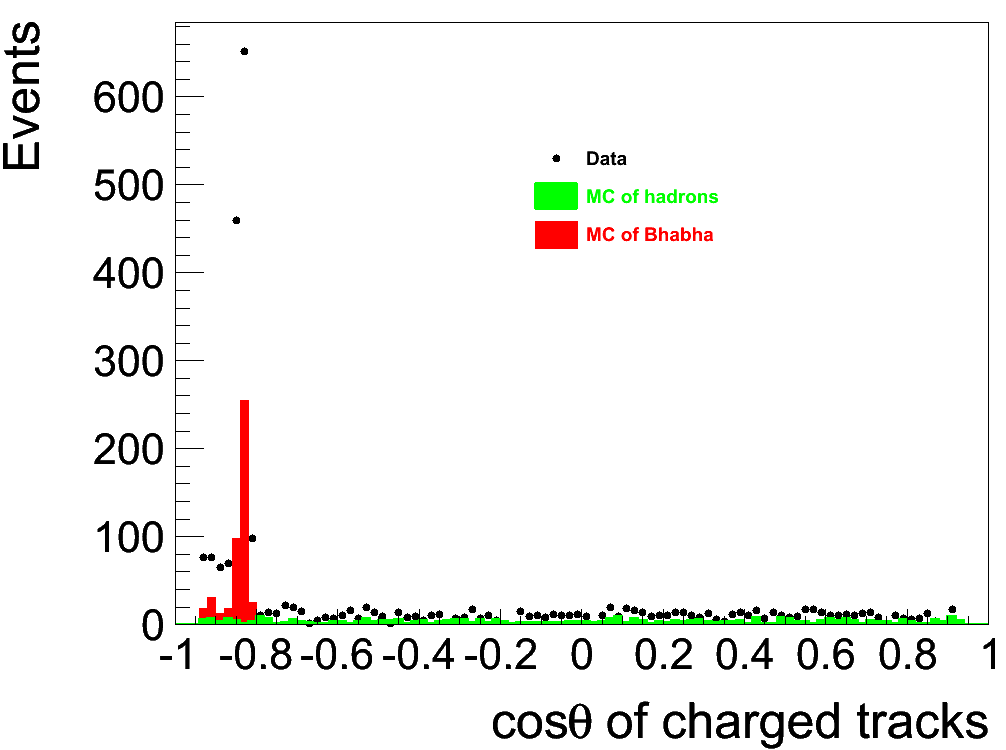 Events
600
500
400
300
200
100
0
Data
MC of hadrons
MC of Bhabha
-1 -0.8 -0.6 -0.4 -0.2 0 0.2 0.4 0.6 0.8 1
cosθ of charged tracks